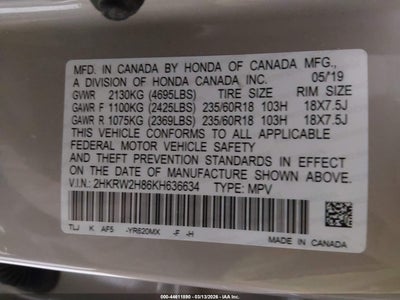 MFD. IN CANADA BY HONDA OF CANADA MFG.,
A DIVISION OF HONDA CANADA, INC. 05/19
GVWR 2130KG (4695LBS) TIRE SIZE RIM SIZE
GAWR F 1100KG (2425LBS) 235/60R18 103H 18X7.5J
GAWR R 1075KG (2369LBS) 235/60R18 103H 18X7.5J
THIS VEHICLE CONFORMS TO ALL APPLICABLE
FEDERAL MOTOR VEHICLE SAFETY
AND THEFT PREVENTION STANDARDS IN EFFECT
ON THE DATE OF MANUFACTURE SHOWN ABOVE.
V.I.N.: 2HKRW2H86KH636634 TYPE: MPV
TLJ K AF5 -YR620MX -F -H
MADE IN CANADA
000-44611890 - 03/13/2026 - IAA Inc.